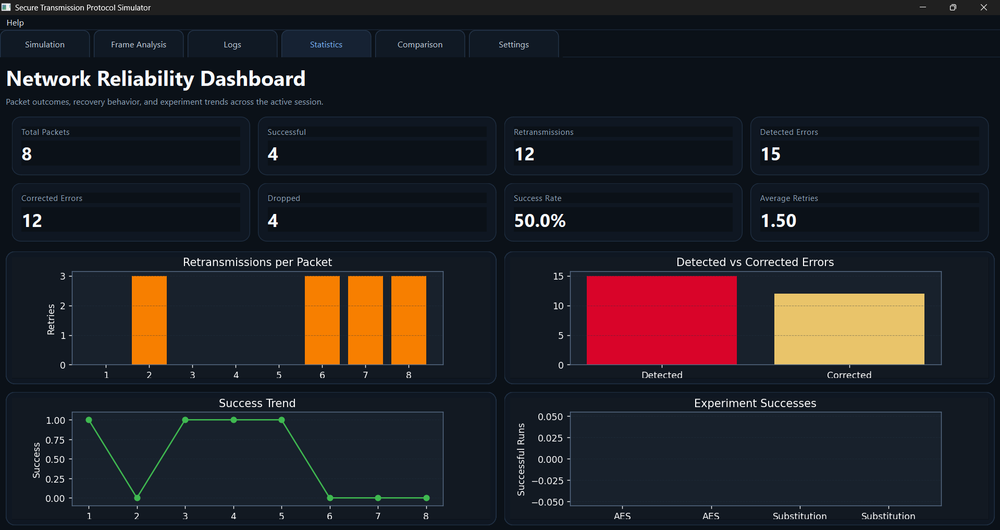 Secure Transmission Protocol Simulator
Help
Simulation
Frame Analysis
Logs
Statistics
Comparison
Settings
Network Reliability Dashboard
Packet outcomes, recovery behavior, and experiment trends across the active session.
Total Packets
8
Successful
4
Retransmissions
12
Detected Errors
15
Corrected Errors
12
Dropped
4
Success Rate
50.0%
Average Retries
1.50
Retransmissions per Packet
Retries
3
2
1
0
1 2 3 4 5 6 7 8
Detected vs Corrected Errors
15
10
5
0
Detected Corrected
Success Trend
Success
1.00
0.75
0.50
0.25
0.00
1 2 3 4 5 6 7 8
Experiment Successes
Successful Runs
0.050
0.025
0.000
−0.025
−0.050
AES AES Substitution Substitution